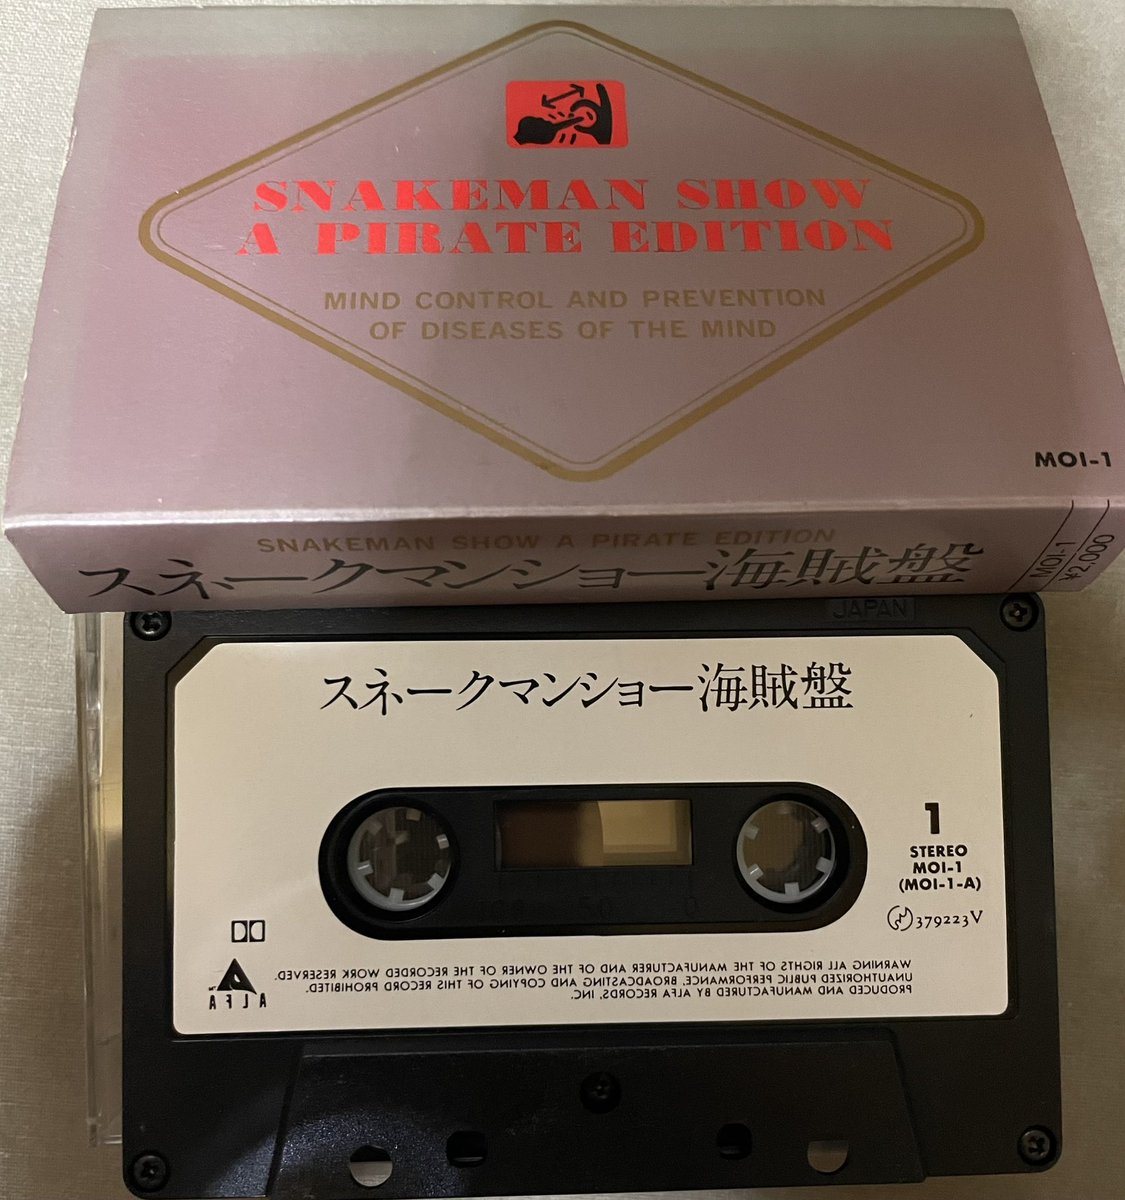 SNAKEMAN SHOW
A PIRATE EDITION
MIND CONTROL AND PREVENTION
OF DISEASES OF THE MIND
MOI-1
SNAKEMAN SHOW A PIRATE EDITION
スネークマンショー海賊盤
MOI-1
¥2,000
JAPAN
スネークマンショー海賊盤
1
STEREO
MOI-1
(MOI-1-A)
379223V
WARNING ALL RIGHTS OF THE MANUFACTURER AND OF THE OWNER OF THE RECORDED WORK RESERVED.
UNAUTHORIZED PUBLIC PERFORMANCE, BROADCASTING AND COPYING OF THIS RECORD PROHIBITED.
PRODUCED AND MANUFACTURED BY ALFA RECORDS, INC.
ALFA